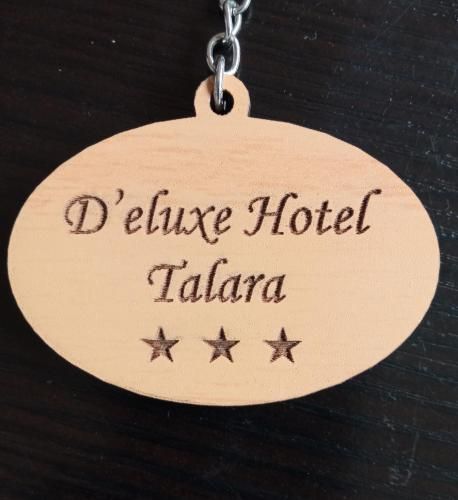 D'eluxe Hotel
Talara
★ ★ ★